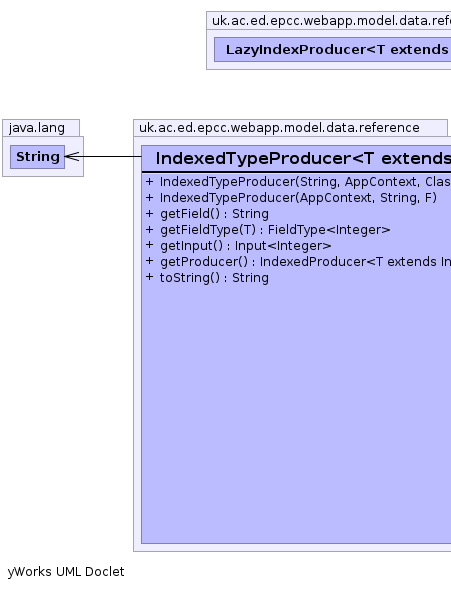 uk.ac.ed.epcc.webapp.model.data.refe
LazyIndexProducer<T extends
java.lang
String
uk.ac.ed.epcc.webapp.model.data.reference
IndexedTypeProducer<T extends
+ IndexedTypeProducer(String, AppContext, Clas
+ IndexedTypeProducer(AppContext, String, F)
+ getField() : String
+ getFieldType(T) : FieldType<Integer>
+ getInput() : Input<Integer>
+ getProducer() : IndexedProducer<T extends In
+ toString() : String
yWorks UML Doclet